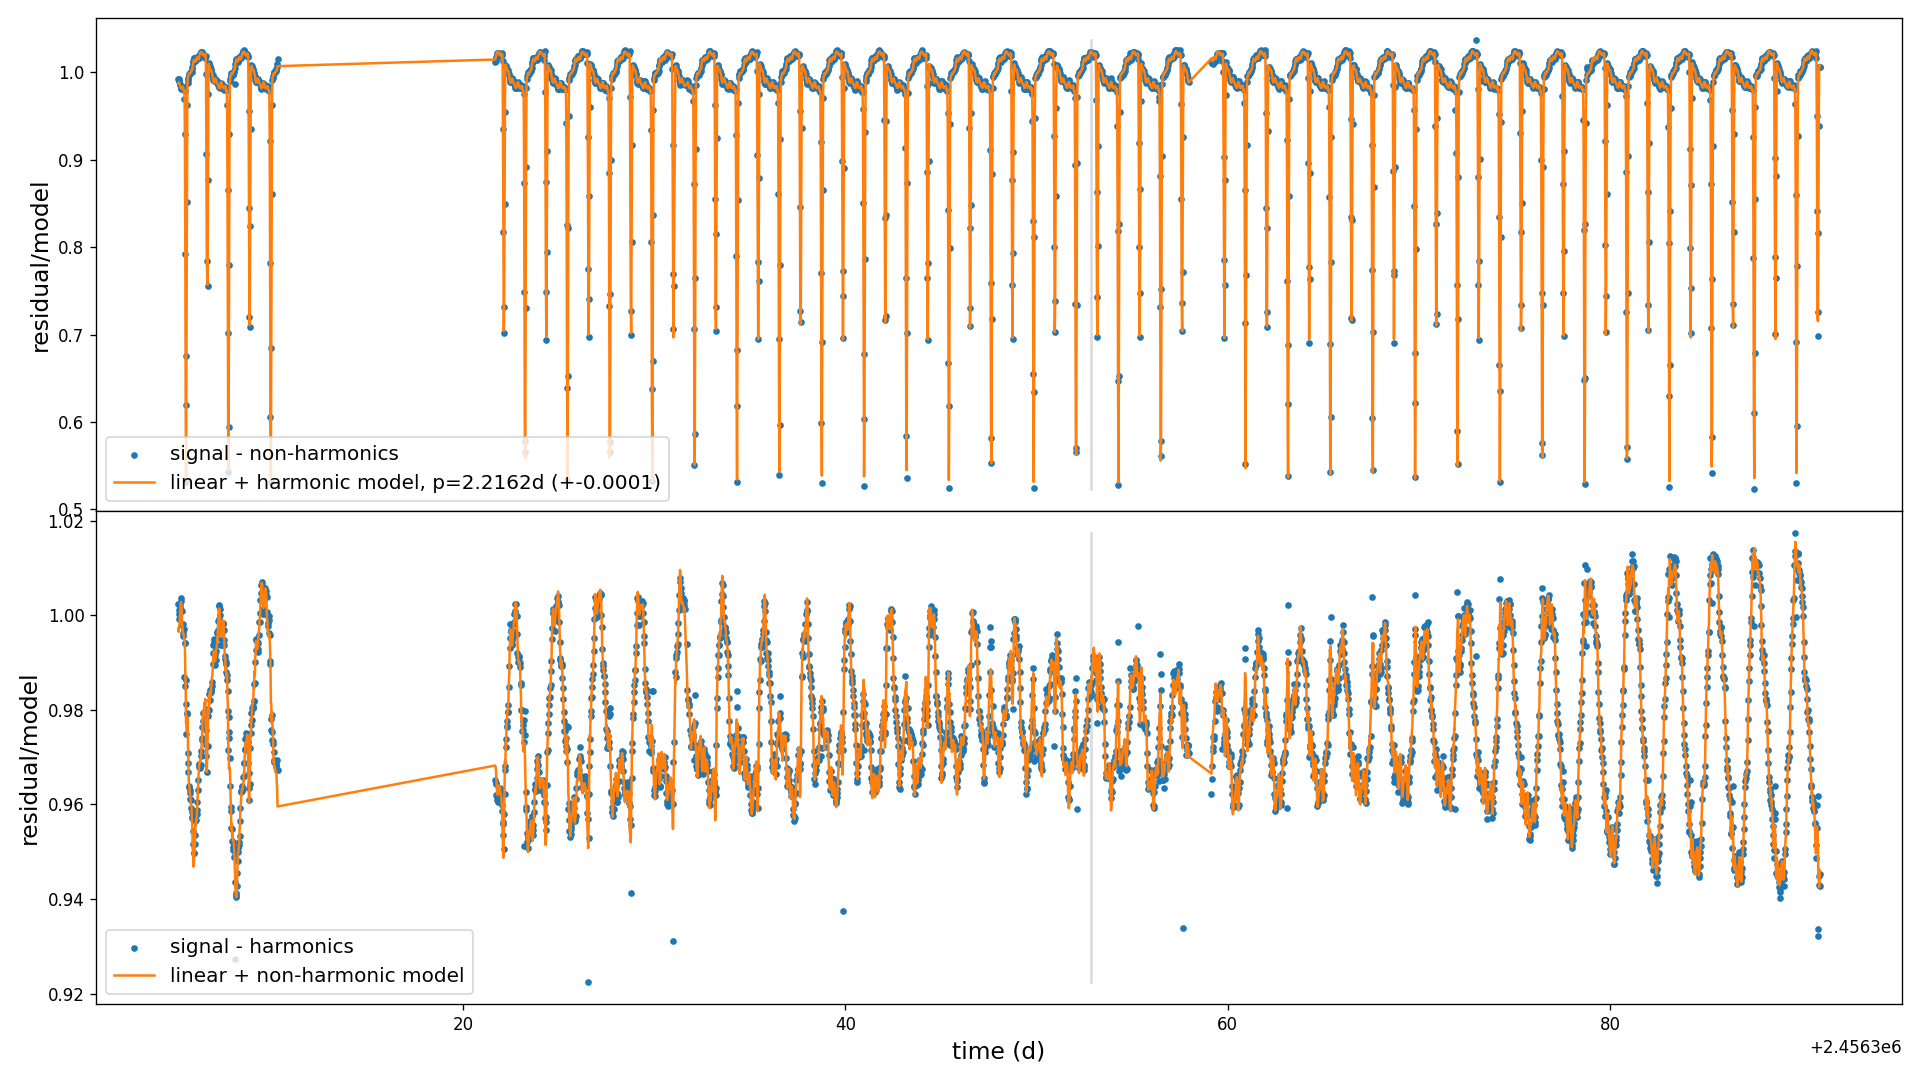 residual/model
1.0
0.9
0.8
0.7
0.6
0.5
signal - non-harmonics
linear + harmonic model, p=2.2162d (+-0.0001)
residual/model
1.02
1.00
0.98
0.96
0.94
0.92
signal - harmonics
linear + non-harmonic model
20
40
60
80
time (d)
+2.4563e6